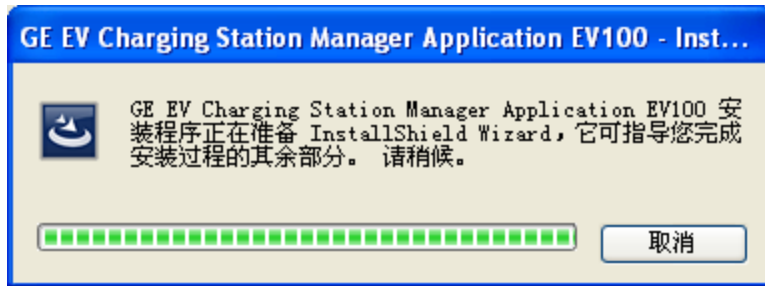 GE EV Charging Station Manager Application EV100 - Inst...
GE EV Charging Station Manager Application EV100 安
装程序正在准备 InstallShield Wizard，它可指导您完成
安装过程的其余部分。 请稍候。
取消